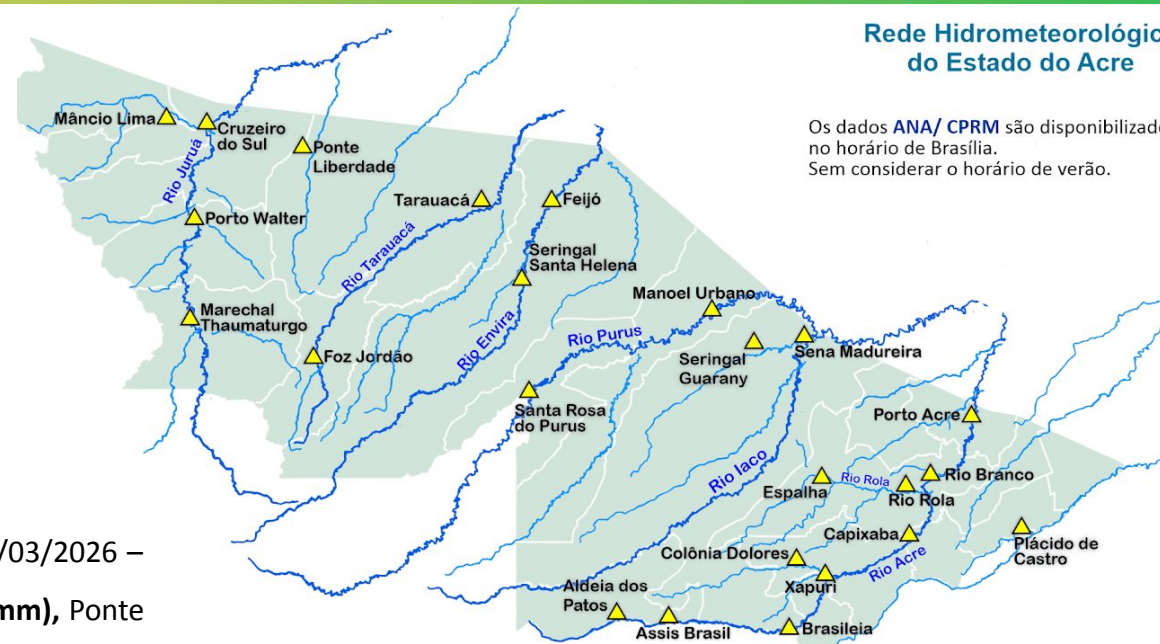 Rede Hidrometeorológic
do Estado do Acre
Os dados ANA/ CPRM são disponibilizad
no horário de Brasília.
Sem considerar o horário de verão.
Mâncio Lima
Cruzeiro
do Sul
Ponte
Liberdade
Rio Juruá
Porto Walter
Tarauacá
Feijó
Rio Tarauacá
Seringal
Santa Helena
Marechal
Thaumaturgo
Foz Jordão
Rio Envira
Manoel Urbano
Rio Purus
Seringal
Guarany
Sena Madureira
Santa Rosa
do Purus
Porto Acre
Rio Iaco
Espalha
Rio Rola
Rio Rola
Rio Branco
Capixaba
Plácido de
Castro
Colônia Dolores
Rio Acre
Xapuri
Aldeia dos
Patos
Assis Brasil
Brasileia
/03/2026 –
mm), Ponte